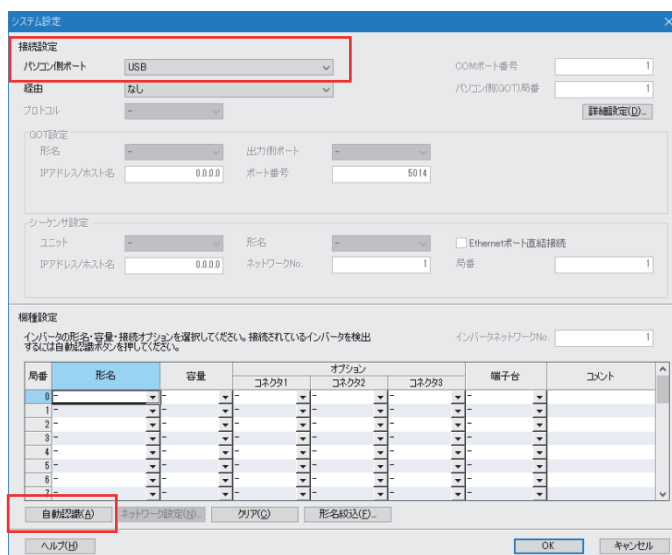 システム設定
接続設定
パソコン側ポート USB COMポート番号 1
経由 なし パソコン側(GOT)局番 1
プロトコル - 詳細設定(D)...
GOT設定
形名 - 出力側ポート -
IPアドレス/ホスト名 0.0.0.0 ポート番号 5014
シーケンサ設定
ユニット - 形名 - Ethernetポート直結接続
IPアドレス/ホスト名 0.0.0.0 ネットワークNo. 1 局番 1
機種設定
インバータの形名・容量・接続オプションを選択してください。接続されているインバータを検出 インバータネットワークNo. 1
するには自動認識ボタンを押してください。
局番 形名 容量 オプション 端子台 コメント
コネクタ1 コネクタ2 コネクタ3
0 - - - - - -
1 - - - - - -
2 - - - - - -
3 - - - - - -
4 - - - - - -
5 - - - - - -
6 - - - - - -
7 - - - - - -
自動認識(A) ネットワーク設定(N)... クリア(C) 形名絞込(F)...
ヘルプ(H) OK キャンセル